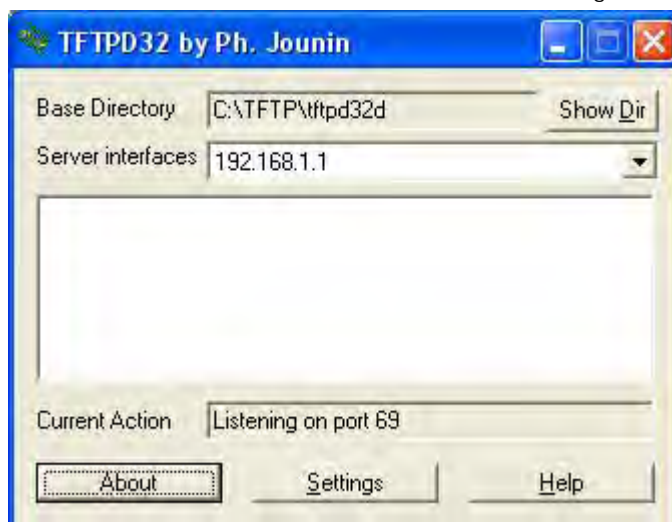 TFTPD32 by Ph. Jounin
Base Directory C:\TFTP\tftpd32d Show Dir
Server interfaces 192.168.1.1
Current Action Listening on port 69
About Settings Help